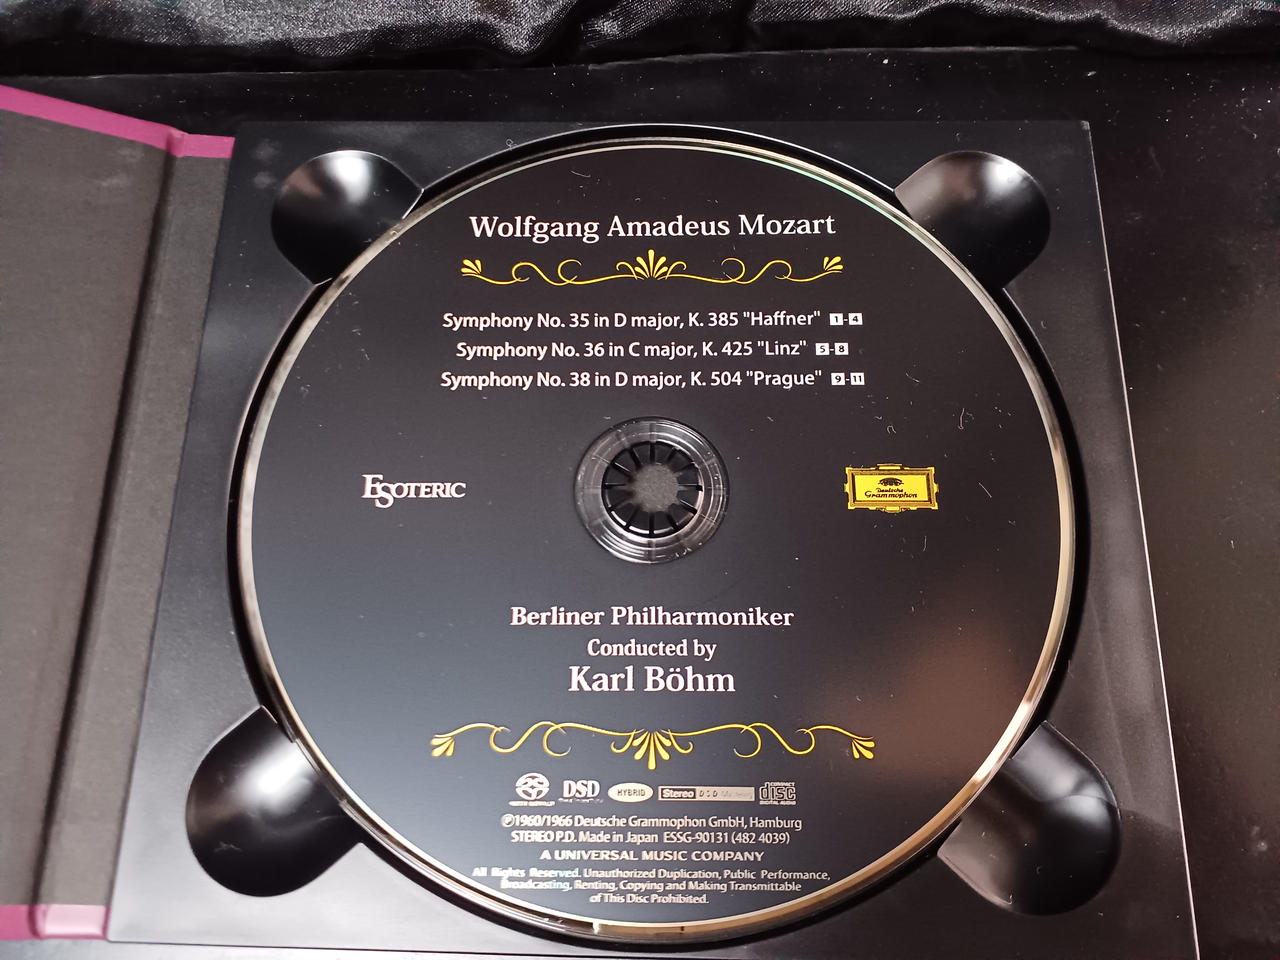 Wolfgang Amadeus Mozart
Symphony No. 35 in D major, K. 385 "Haffner" 1-4
Symphony No. 36 in C major, K. 425 "Linz" 5-8
Symphony No. 38 in D major, K. 504 "Prague" 9-11
ESOTERIC
Deutsche
Grammophon
Berliner Philharmoniker
Conducted by
Karl Böhm
DSD HYBRID Stereo DSD COMPACT disc DIGITAL AUDIO
℗1960/1966 Deutsche Grammophon GmbH, Hamburg
STEREO P.D. Made in Japan ESSG-90131 (482 4039)
A UNIVERSAL MUSIC COMPANY
All Rights Reserved. Unauthorized Duplication, Public Performance,
Broadcasting, Renting, Copying and Making Transmittable
of This Disc Prohibited.